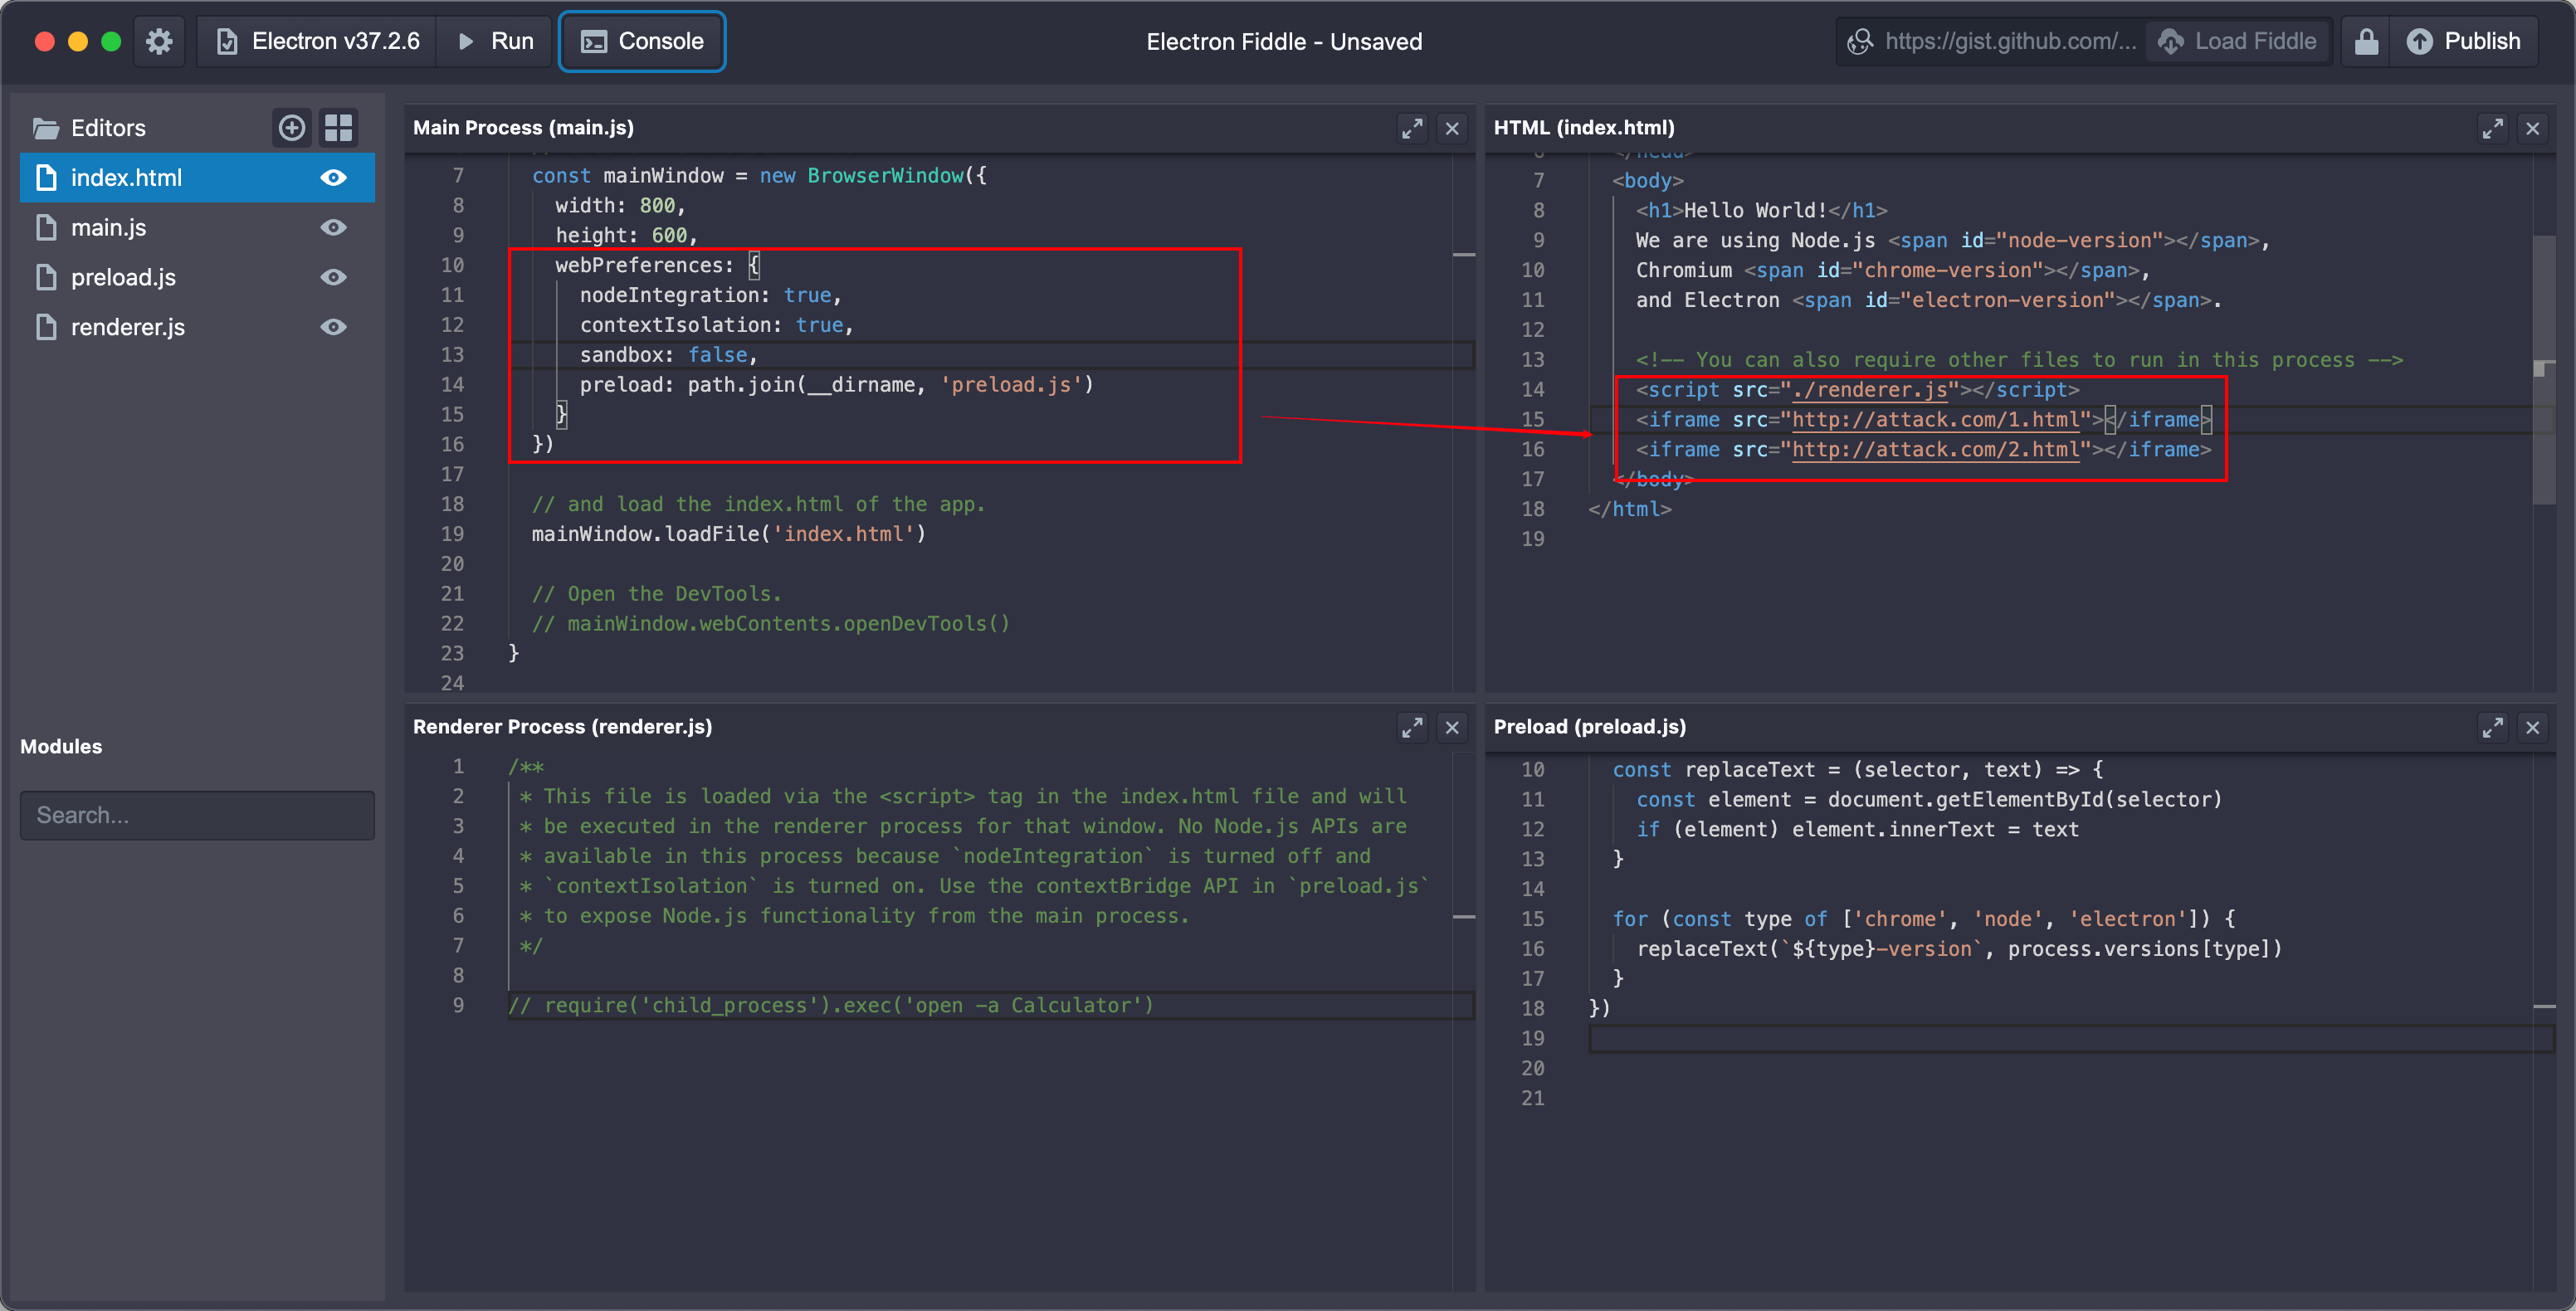 Electron v37.2.6
Run
Console
Electron Fiddle - Unsaved
https://gist.github.com/...
Load Fiddle
Publish
Editors
index.html
main.js
preload.js
renderer.js
Modules
Search...
Main Process (main.js)
7 const mainWindow = new BrowserWindow({
8 width: 800,
9 height: 600,
10 webPreferences: {
11 nodeIntegration: true,
12 contextIsolation: true,
13 sandbox: false,
14 preload: path.join(__dirname, 'preload.js')
15 }
16 })
17
18 // and load the index.html of the app.
19 mainWindow.loadFile('index.html')
20
21 // Open the DevTools.
22 // mainWindow.webContents.openDevTools()
23 }
24
HTML (index.html)
6 </head>
7 <body>
8 <h1>Hello World!</h1>
9 We are using Node.js <span id="node-version"></span>,
10 Chromium <span id="chrome-version"></span>,
11 and Electron <span id="electron-version"></span>.
12
13 <!-- You can also require other files to run in this process -->
14 <script src="./renderer.js"></script>
15 <iframe src="http://attack.com/1.html"></iframe>
16 <iframe src="http://attack.com/2.html"></iframe>
17 </body>
18 </html>
19
Renderer Process (renderer.js)
1 /**
2 * This file is loaded via the <script> tag in the index.html file and will
3 * be executed in the renderer process for that window. No Node.js APIs are
4 * available in this process because `nodeIntegration` is turned off and
5 * `contextIsolation` is turned on. Use the contextBridge API in `preload.js`
6 * to expose Node.js functionality from the main process.
7 */
8
9 // require('child_process').exec('open -a Calculator')
Preload (preload.js)
10 const replaceText = (selector, text) => {
11 const element = document.getElementById(selector)
12 if (element) element.innerText = text
13 }
14
15 for (const type of ['chrome', 'node', 'electron']) {
16 replaceText(`${type}-version`, process.versions[type])
17 }
18 })
19
20
21